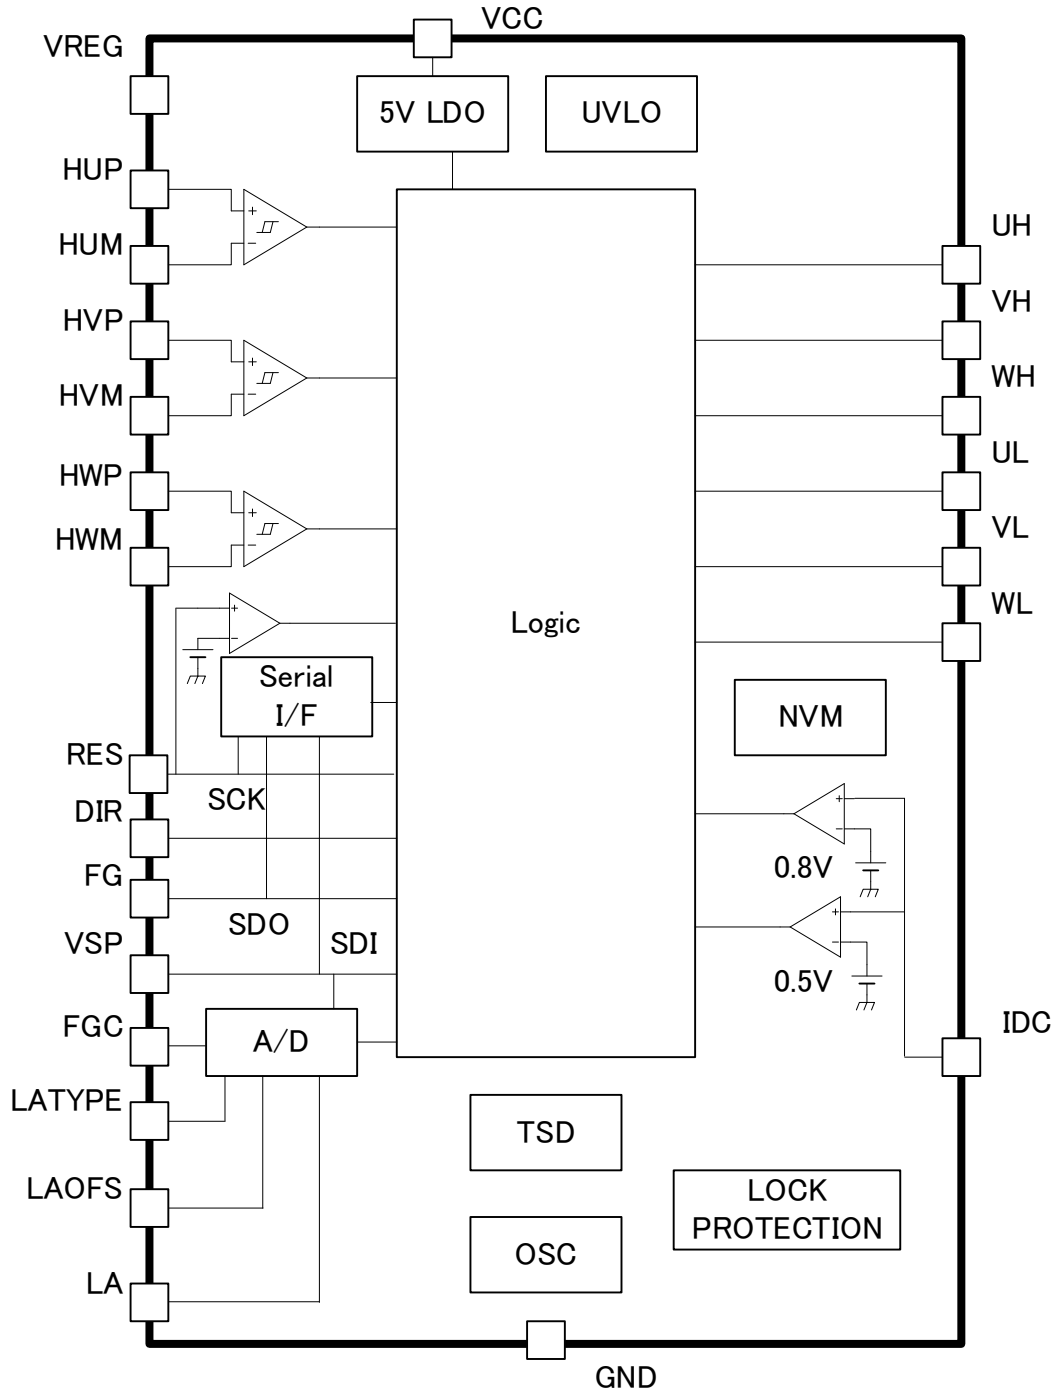 VCC
VREG
5V LDO
UVLO
HUP
HUM
HVP
HVM
HWP
HWM
+
−
+
−
+
−
+
−
UH
VH
WH
UL
VL
WL
Logic
Serial
I/F
NVM
RES
SCK
DIR
FG
SDO
VSP
SDI
FGC
A/D
LATYPE
LAOFS
LA
+
−
0.8V
+
−
0.5V
IDC
TSD
LOCK
PROTECTION
OSC
GND